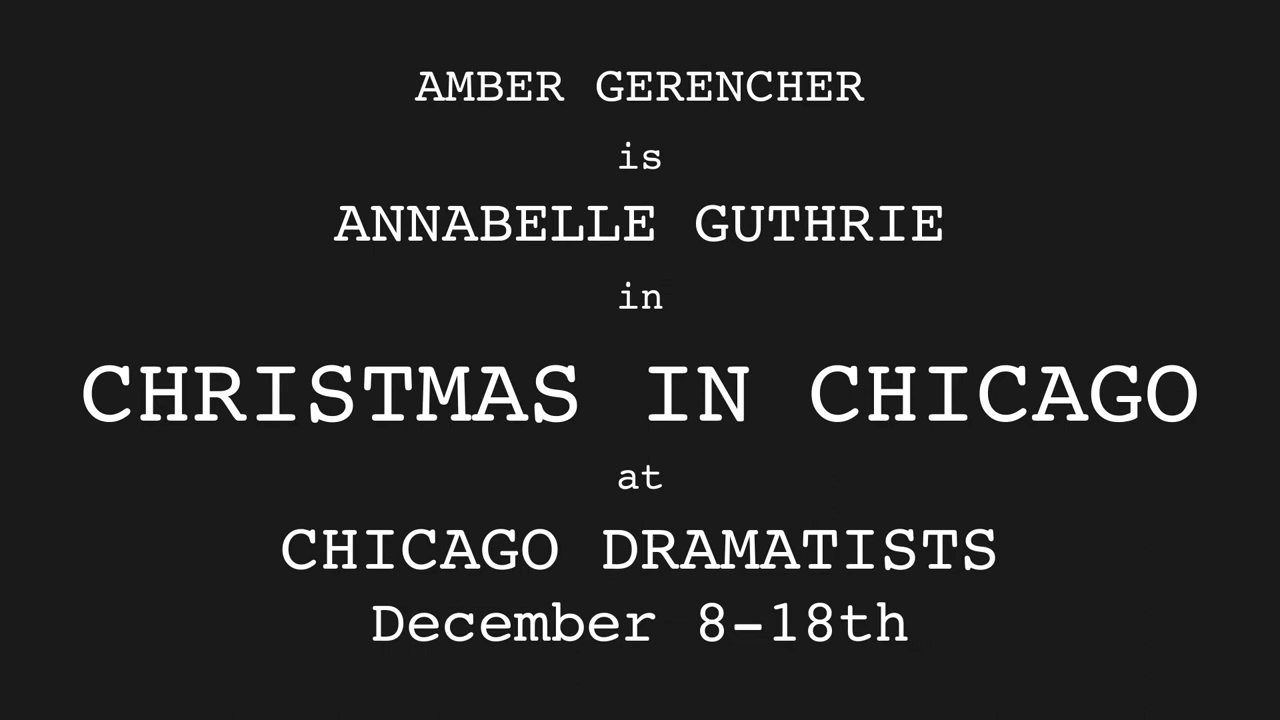 AMBER GERENCHER
is
ANNABELLE GUTHRIE
in
CHRISTMAS IN CHICAGO
at
CHICAGO DRAMATISTS
December 8-18th